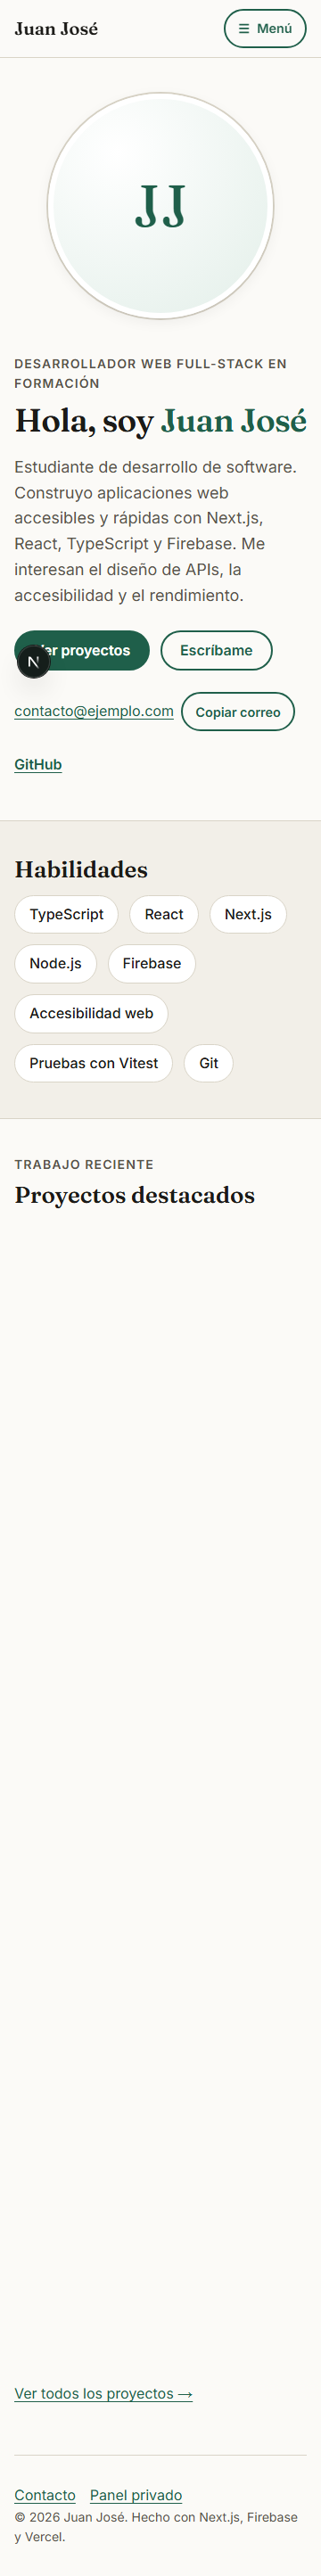 Juan José
☰ Menú
JJ
DESARROLLADOR WEB FULL-STACK EN
FORMACIÓN
Hola, soy Juan José
Estudiante de desarrollo de software.
Construyo aplicaciones web
accesibles y rápidas con Next.js,
React, TypeScript y Firebase. Me
interesan el diseño de APIs, la
accesibilidad y el rendimiento.
N
proyectos
Escríbame
contacto@ejemplo.com
Copiar correo
GitHub
Habilidades
TypeScript
React
Next.js
Node.js
Firebase
Accesibilidad web
Pruebas con Vitest
Git
TRABAJO RECIENTE
Proyectos destacados
Ver todos los proyectos →
Contacto Panel privado
© 2026 Juan José. Hecho con Next.js, Firebase
y Vercel.